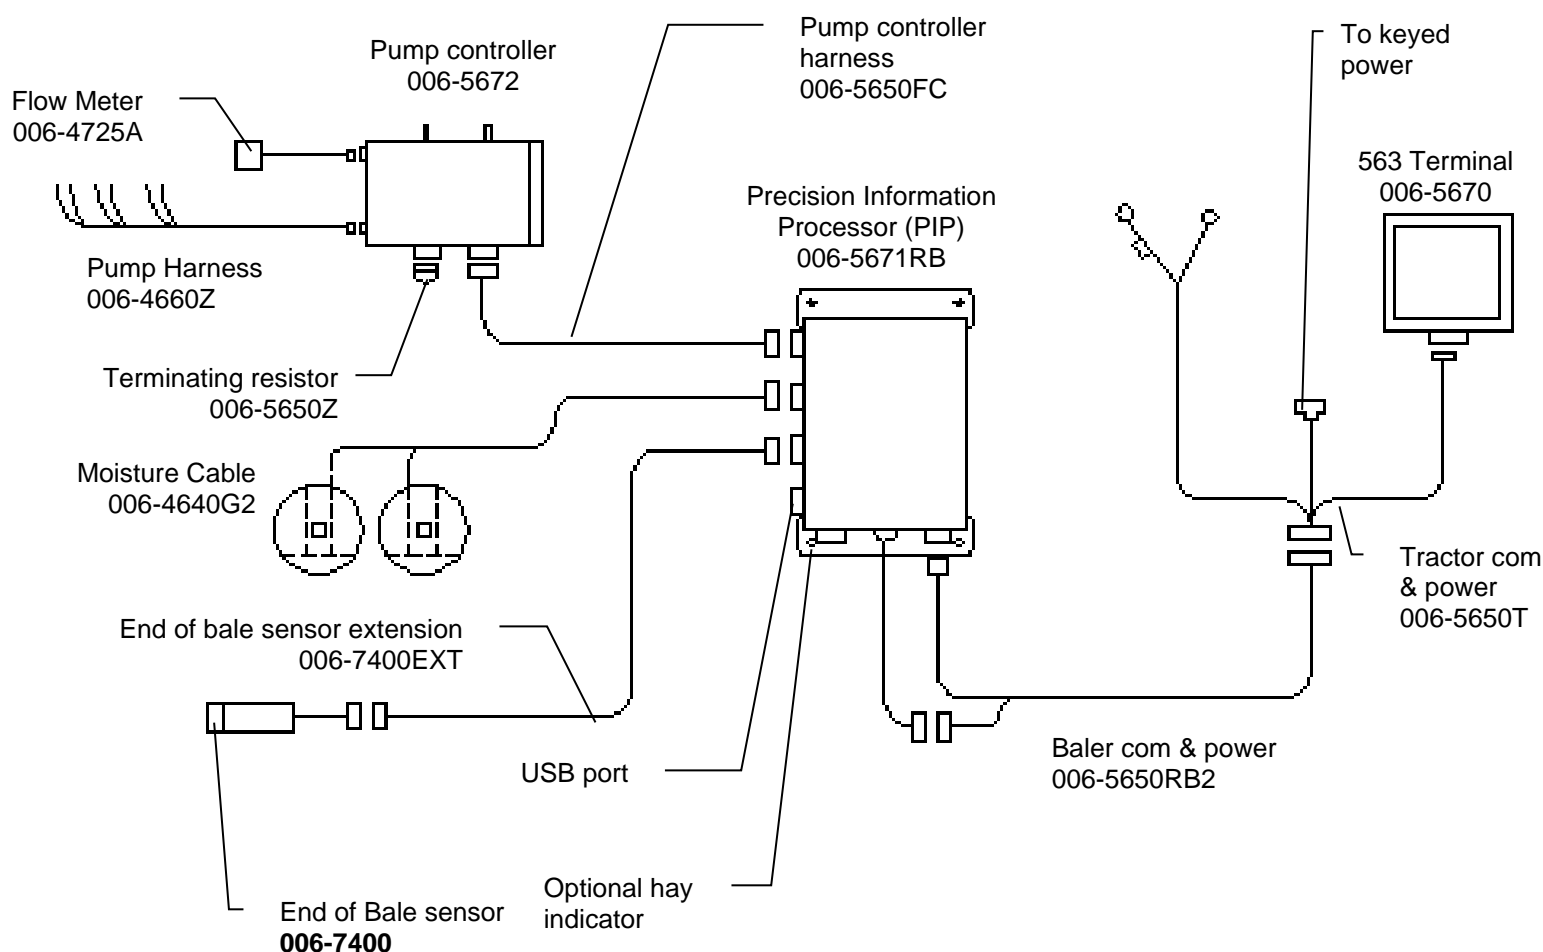 Pump controller
006-5672
Pump controller
harness
006-5650FC
To keyed
power
Flow Meter
006-4725A
563 Terminal
006-5670
Precision Information
Processor (PIP)
006-5671RB
Pump Harness
006-4660Z
Terminating resistor
006-5650Z
Moisture Cable
006-4640G2
Tractor com
& power
006-5650T
End of bale sensor extension
006-7400EXT
USB port
Baler com & power
006-5650RB2
Optional hay
indicator
End of Bale sensor
006-7400